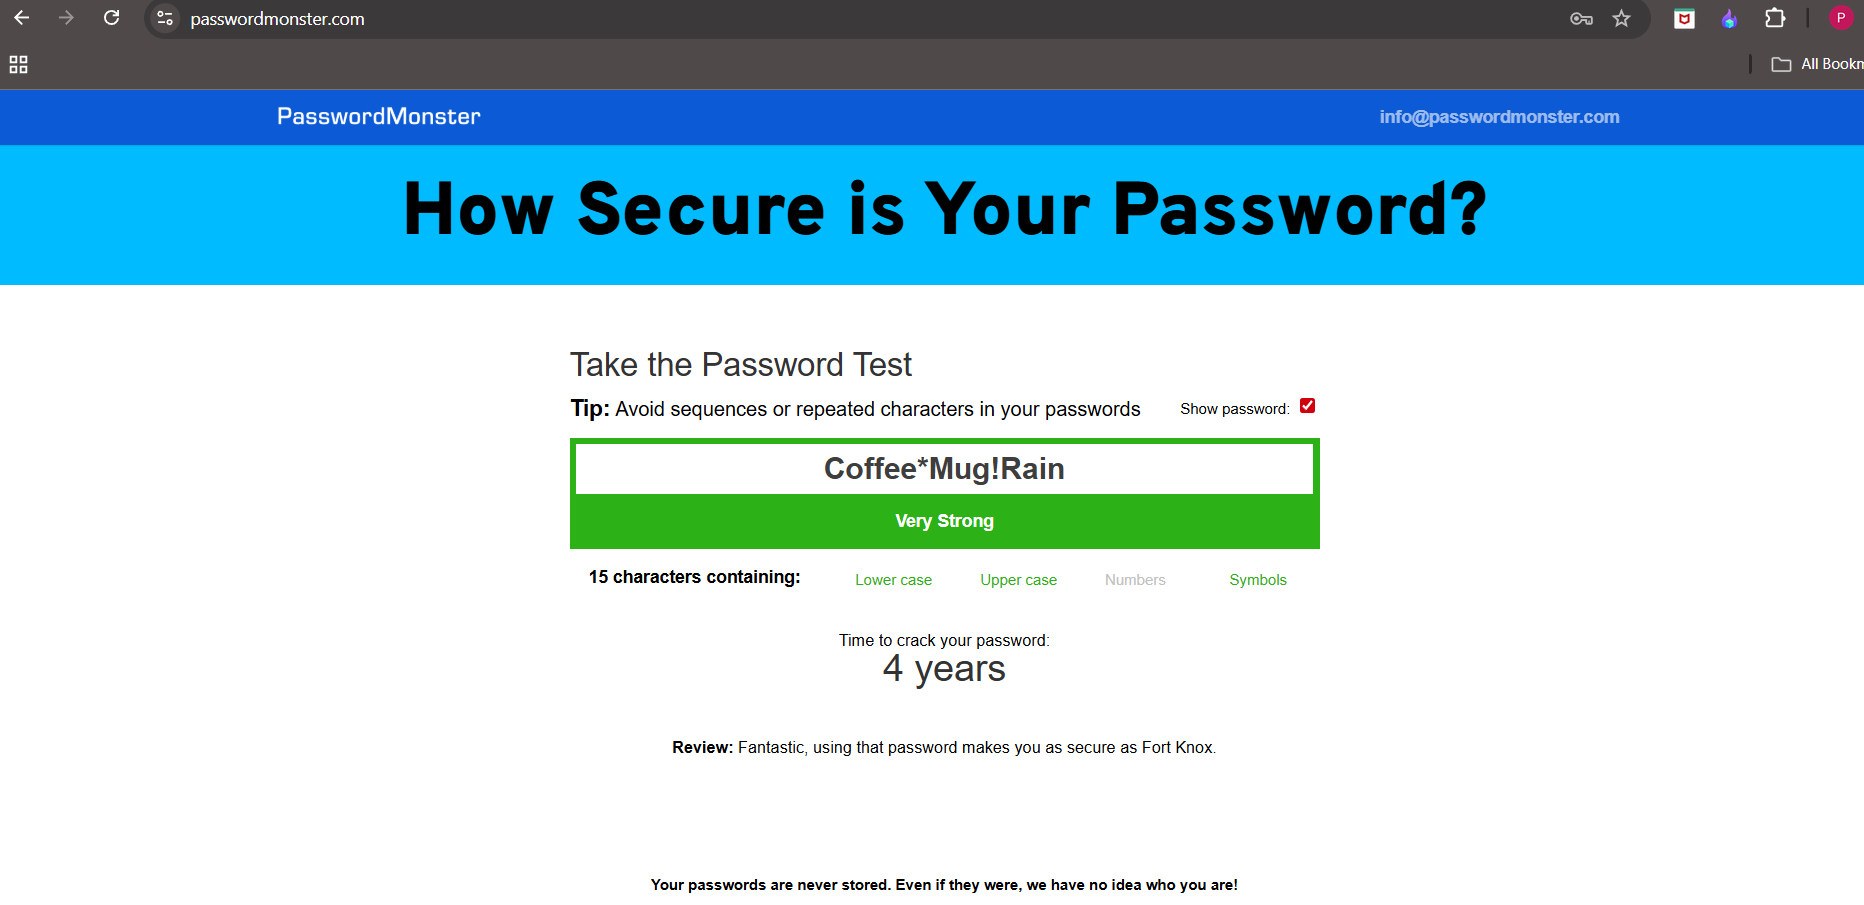 passwordmonster.com
P
All Bookm
PasswordMonster
info@passwordmonster.com
How Secure is Your Password?
Take the Password Test
Tip: Avoid sequences or repeated characters in your passwords
Show password:
Coffee*Mug!Rain
Very Strong
15 characters containing:
Lower case
Upper case
Numbers
Symbols
Time to crack your password:
4 years
Review: Fantastic, using that password makes you as secure as Fort Knox.
Your passwords are never stored. Even if they were, we have no idea who you are!